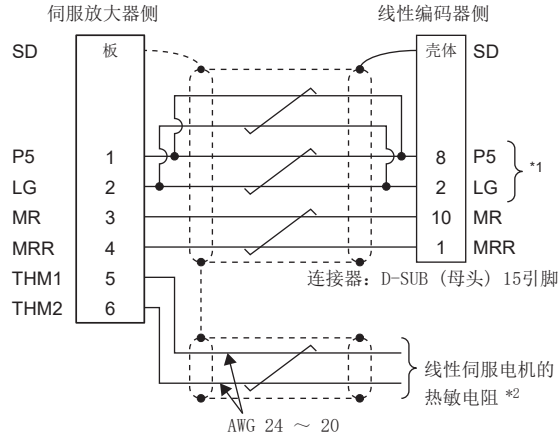 伺服放大器侧 线性编码器侧
SD 板 壳体 SD
P5 1 8 P5
LG 2 2 LG
*1
MR 3 10 MR
MRR 4 1 MRR
THM1 5
连接器：D-SUB (母头) 15引脚
THM2 6
线性伺服电机的
热敏电阻 *2
AWG 24 ～ 20